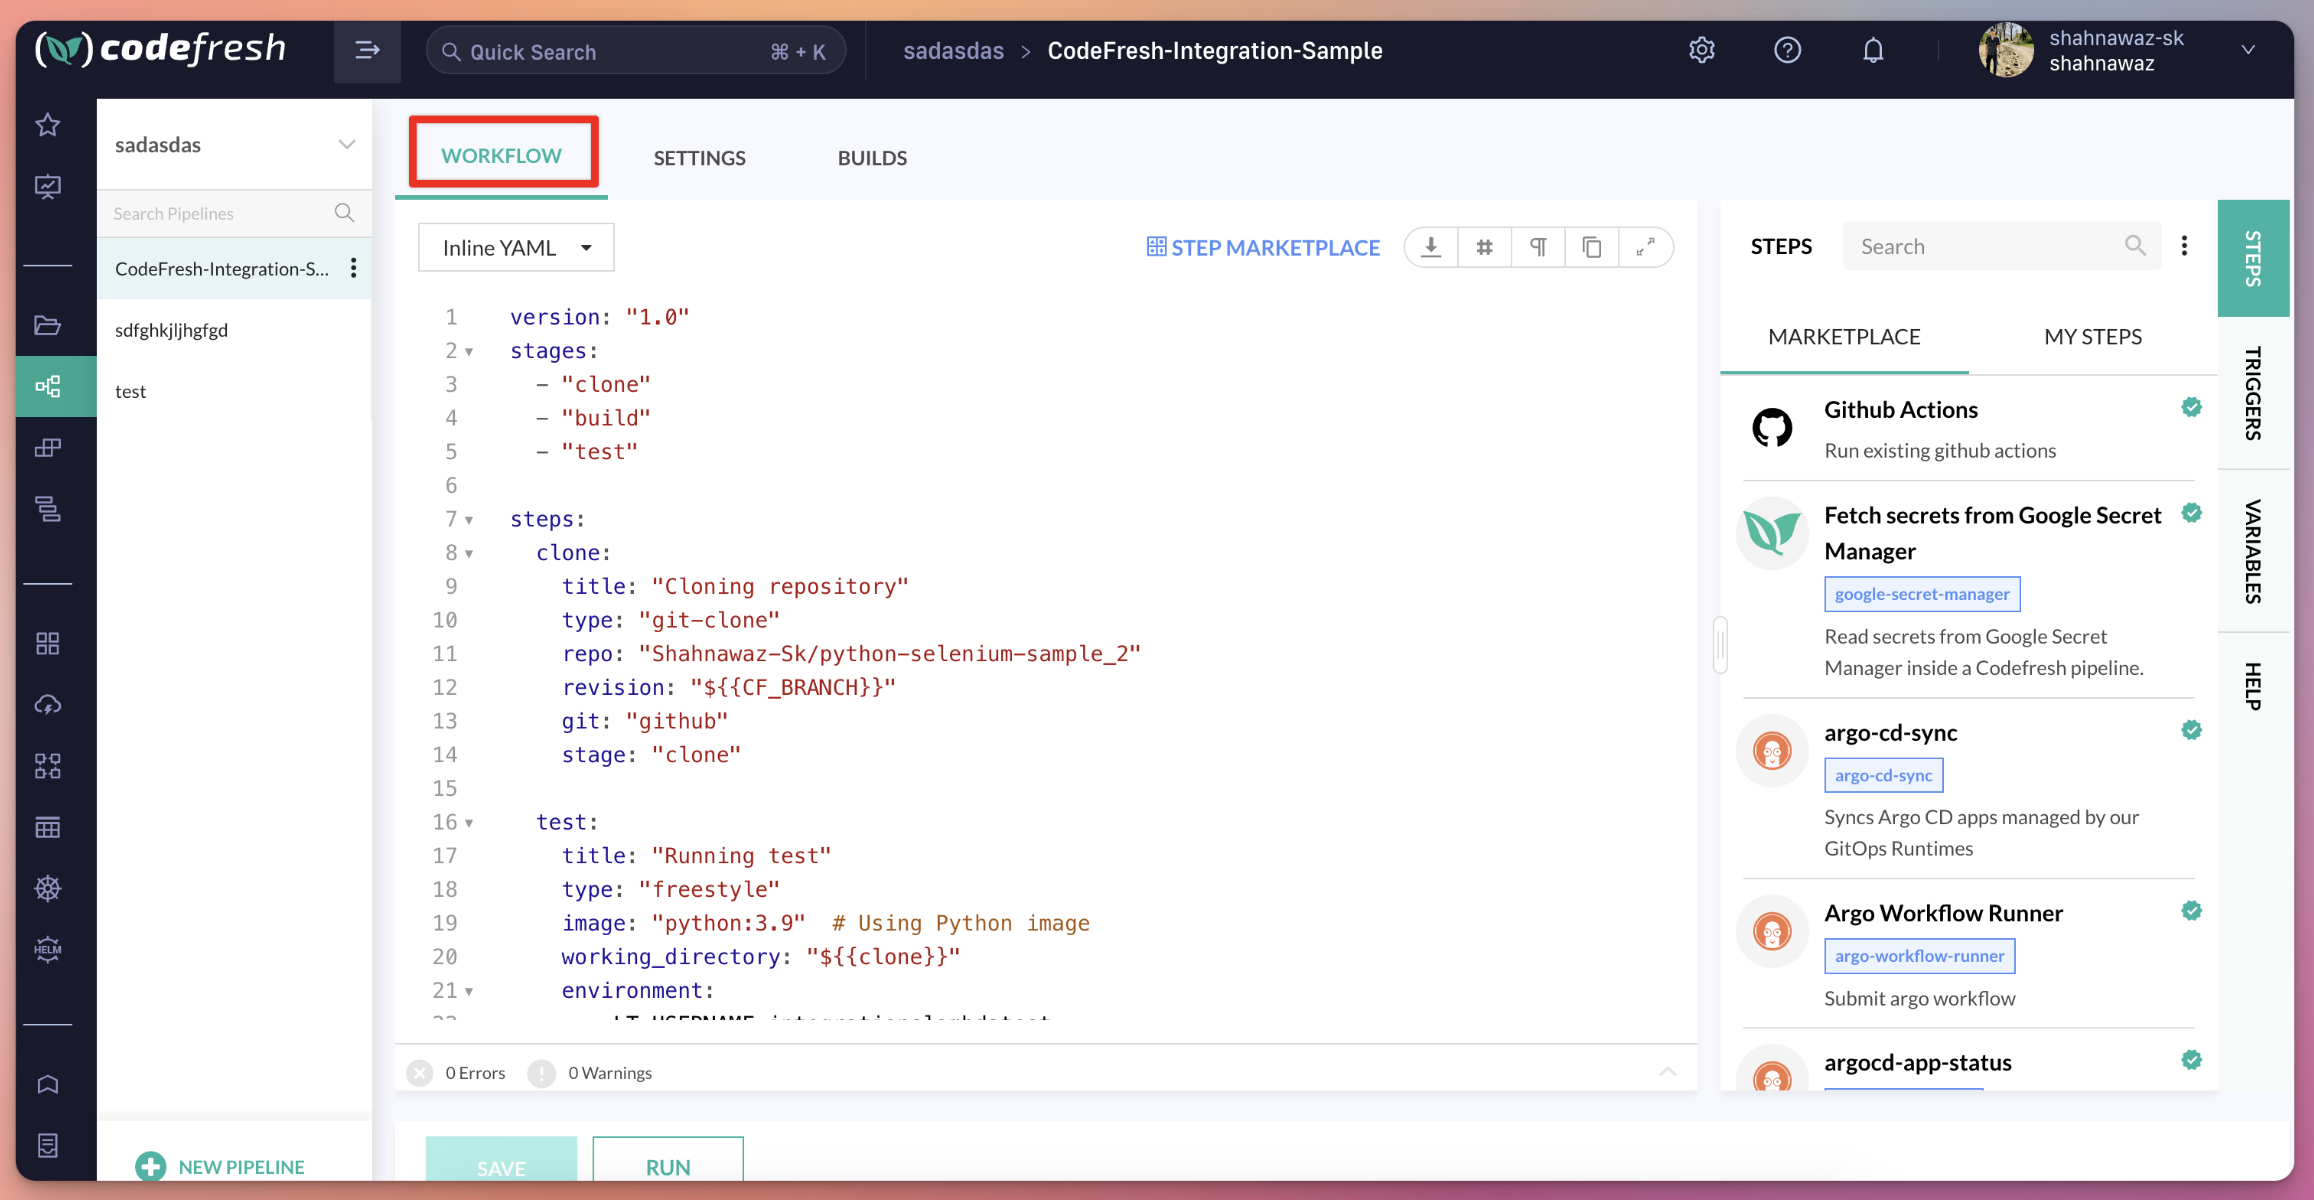 codefresh
Quick Search ⌘ + K
sadasdas > CodeFresh-Integration-Sample
shahnawaz-sk
shahnawaz
sadasdas
Search Pipelines
CodeFresh-Integration-S...
sdfghkjljhgfgd
test
HELM
NEW PIPELINE
WORKFLOW SETTINGS BUILDS
Inline YAML
STEP MARKETPLACE
1 version: "1.0"
2 stages:
3 - "clone"
4 - "build"
5 - "test"
6
7 steps:
8 clone:
9 title: "Cloning repository"
10 type: "git-clone"
11 repo: "Shahnawaz-Sk/python-selenium-sample_2"
12 revision: "${{CF_BRANCH}}"
13 git: "github"
14 stage: "clone"
15
16 test:
17 title: "Running test"
18 type: "freestyle"
19 image: "python:3.9" # Using Python image
20 working_directory: "${{clone}}"
21 environment:
0 Errors 0 Warnings
SAVE RUN
STEPS Search
MARKETPLACE MY STEPS
Github Actions
Run existing github actions
Fetch secrets from Google Secret
Manager
google-secret-manager
Read secrets from Google Secret
Manager inside a Codefresh pipeline.
argo-cd-sync
argo-cd-sync
Syncs Argo CD apps managed by our
GitOps Runtimes
Argo Workflow Runner
argo-workflow-runner
Submit argo workflow
argocd-app-status
STEPS
TRIGGERS
VARIABLES
HELP